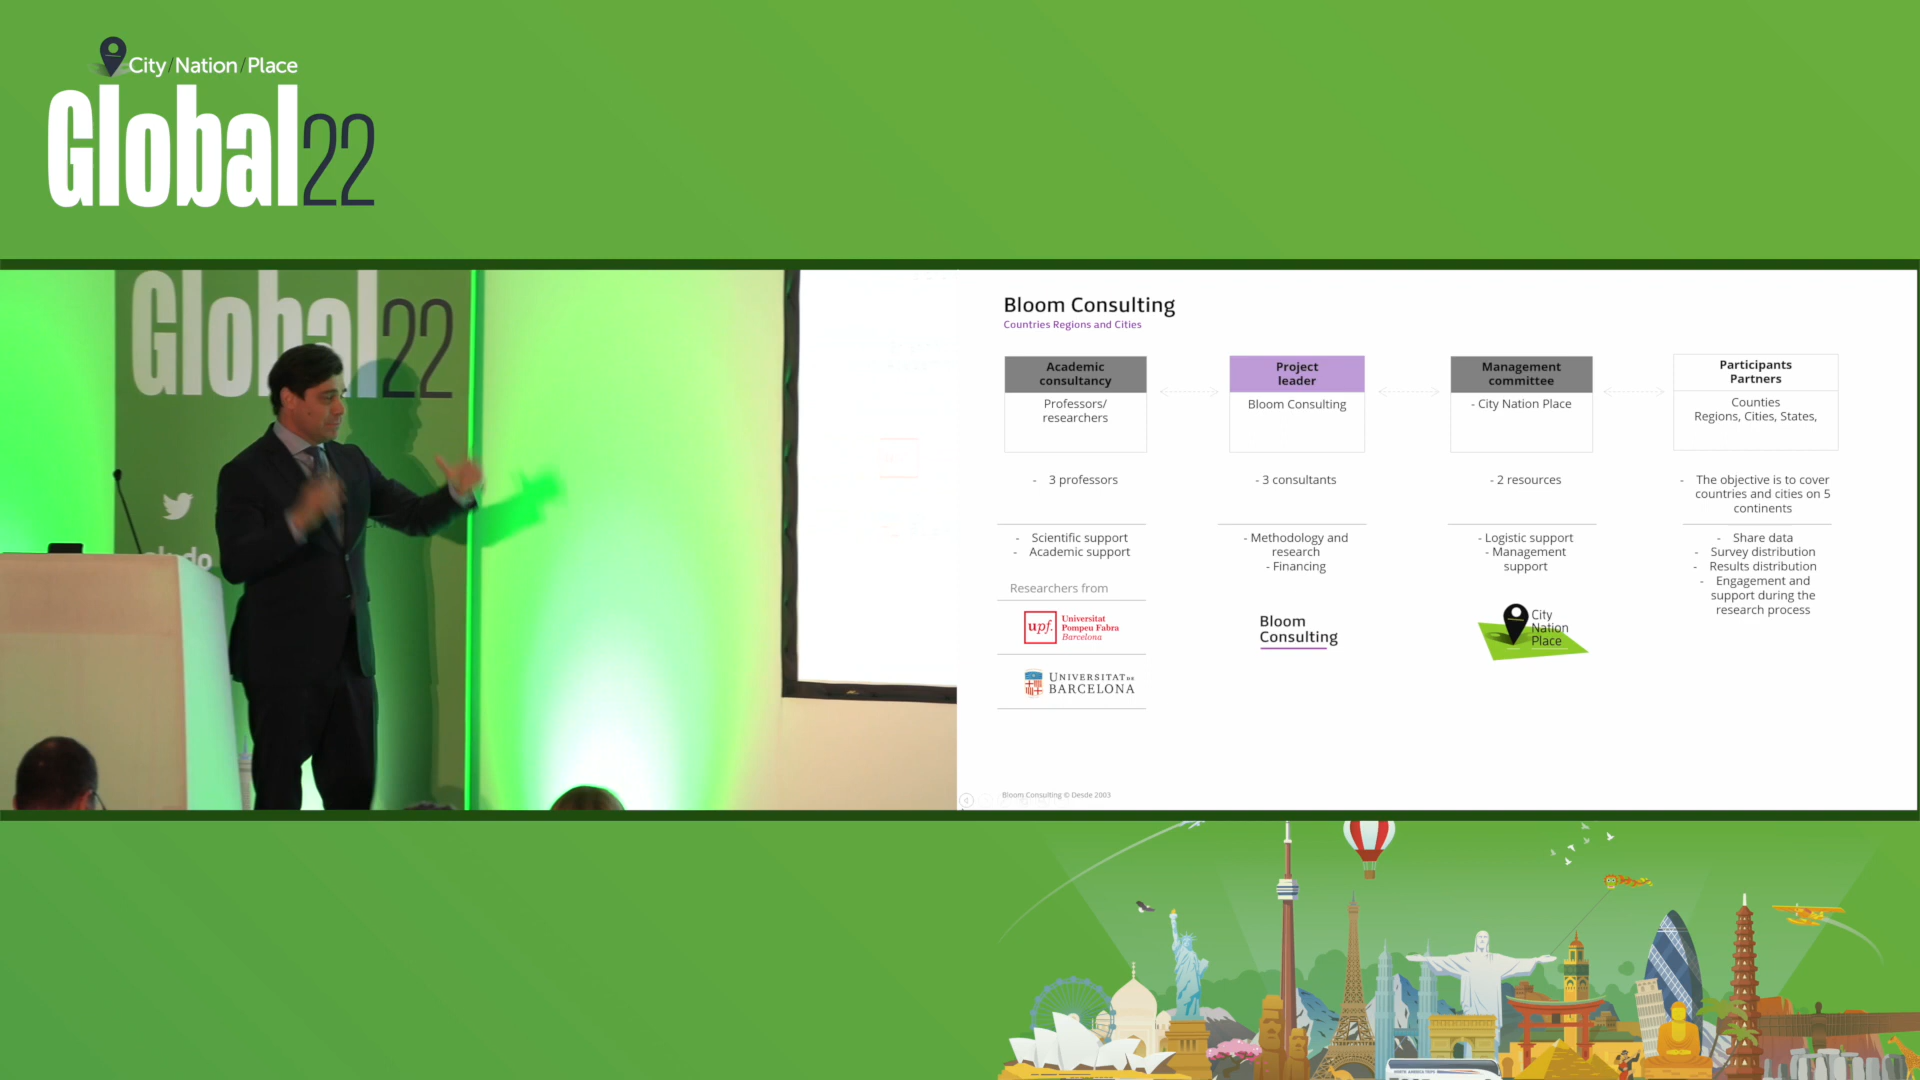 City/Nation/Place
Global22
Global22
Bloom Consulting
Countries Regions and Cities
Academic
consultancy
Professors/
researchers
- 3 professors
- Scientific support
- Academic support
Researchers from
upf.
Universitat
Pompeu Fabra
Barcelona
UNIVERSITAT DE
BARCELONA
Project
leader
Bloom Consulting
- 3 consultants
- Methodology and
research
- Financing
Bloom
Consulting
Management
committee
- City Nation Place
- 2 resources
- Logistic support
- Management
support
City
Nation
Place
Participants
Partners
Counties
Regions, Cities, States,
- The objective is to cover
countries and cities on 5
continents
- Share data
- Survey distribution
- Results distribution
- Engagement and
support during the
research process
Bloom Consulting © Desde 2003